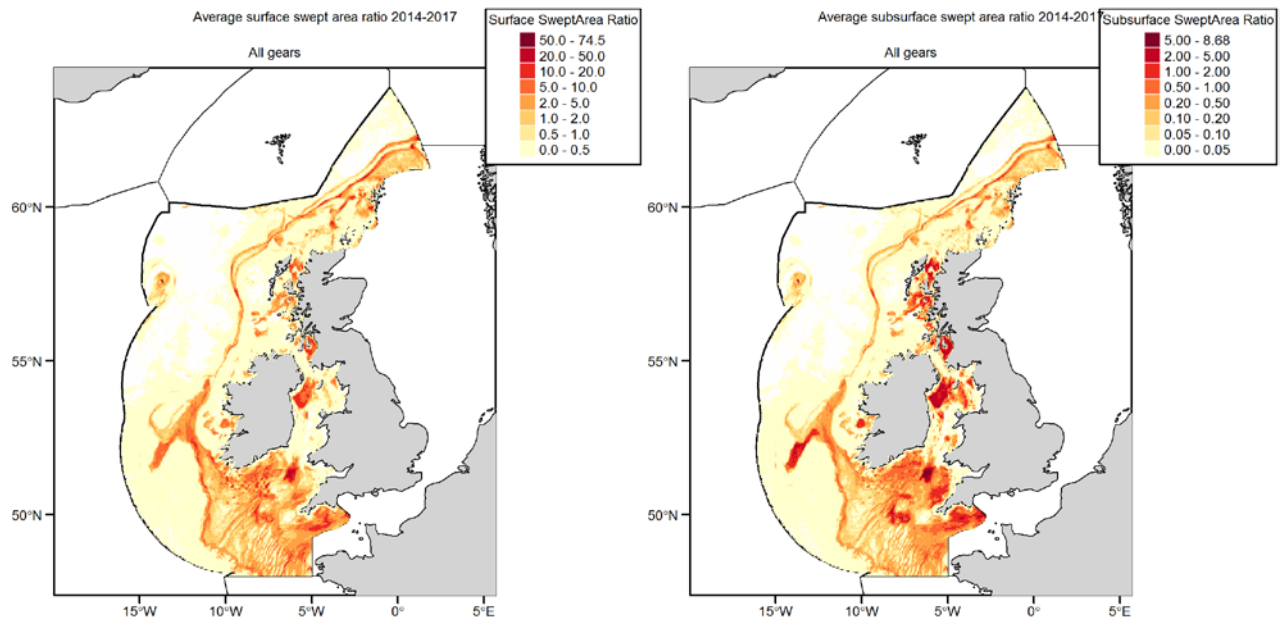 Average surface swept area ratio 2014-2017
All gears
Surface SweptArea Ratio
50.0 - 74.5
20.0 - 50.0
10.0 - 20.0
5.0 - 10.0
2.0 - 5.0
1.0 - 2.0
0.5 - 1.0
0.0 - 0.5
60°N
55°N
50°N
15°W
10°W
5°W
0°
5°E
Average subsurface swept area ratio 2014-2017
All gears
Subsurface SweptArea Ratio
5.00 - 8.68
2.00 - 5.00
1.00 - 2.00
0.50 - 1.00
0.20 - 0.50
0.10 - 0.20
0.05 - 0.10
0.00 - 0.05
60°N
55°N
50°N
15°W
10°W
5°W
0°
5°E